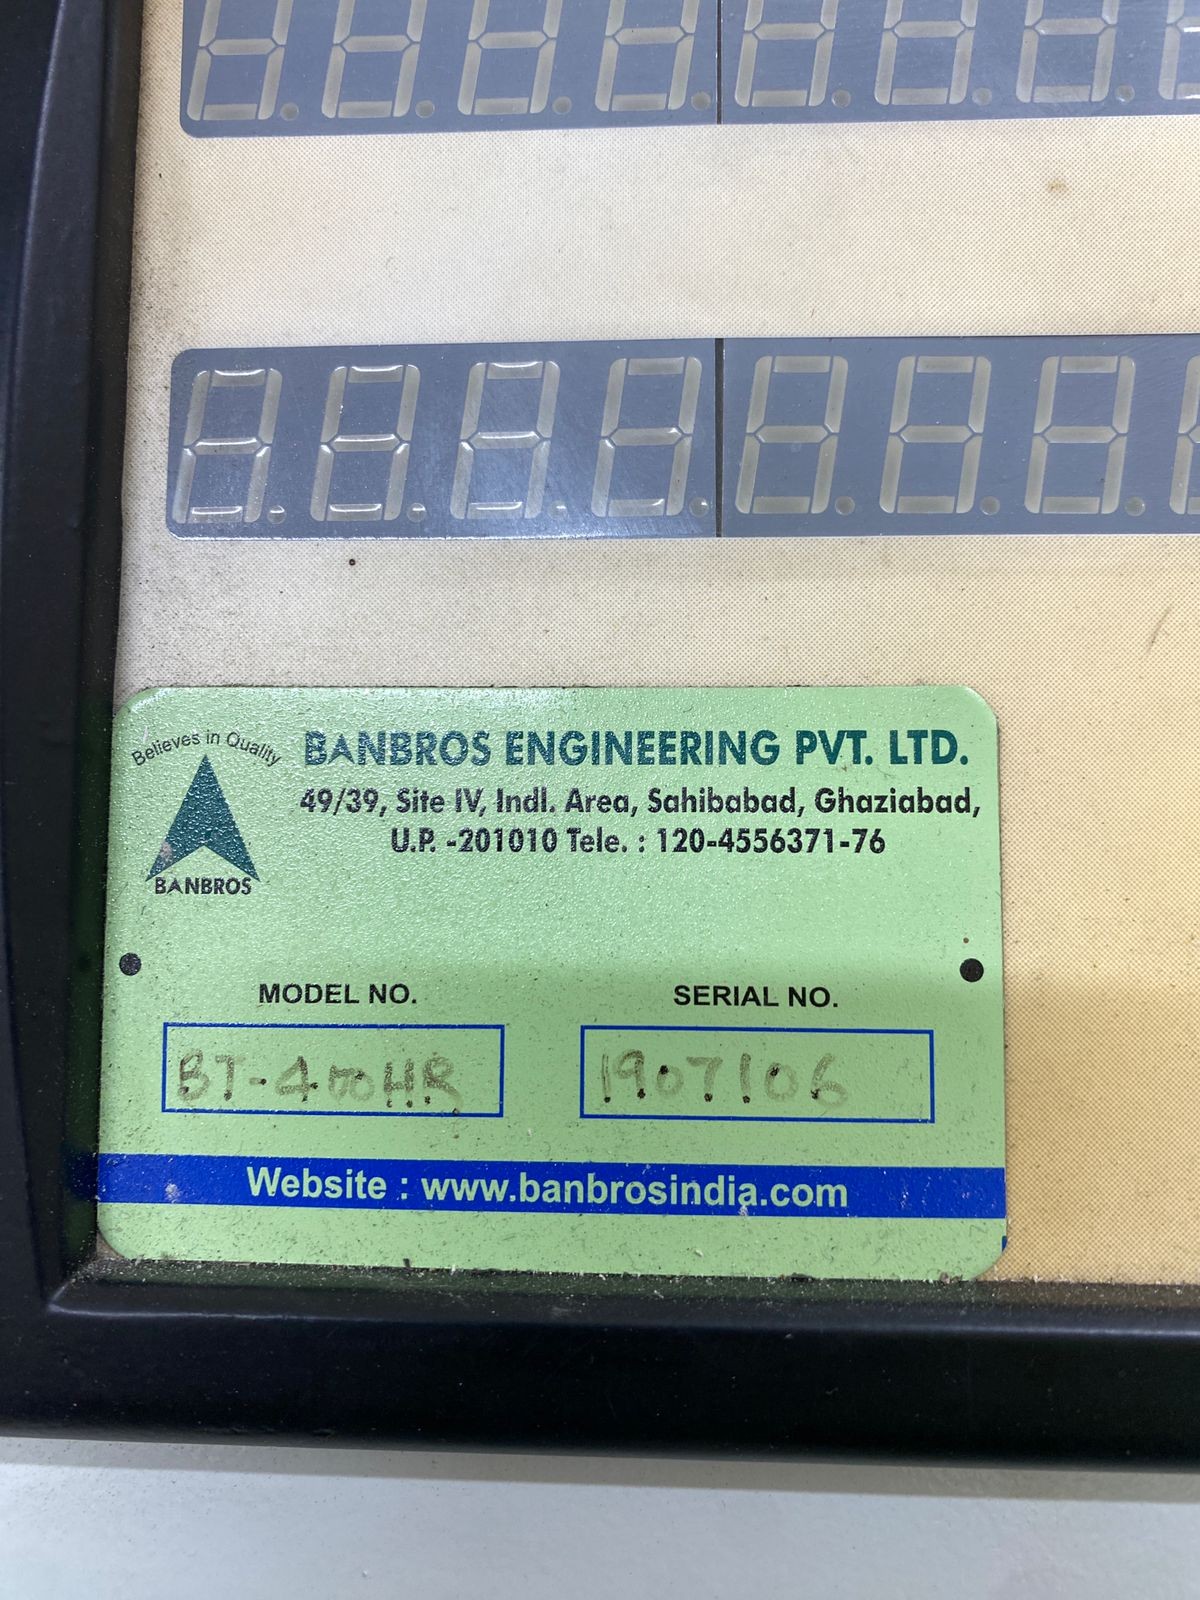 Believes in Quality
BANBROS
BANBROS ENGINEERING PVT. LTD.
49/39, Site IV, Indl. Area, Sahibabad, Ghaziabad,
U.P. -201010 Tele. : 120-4556371-76
MODEL NO.
BT-400HR
SERIAL NO.
1907106
Website : www.banbrosindia.com